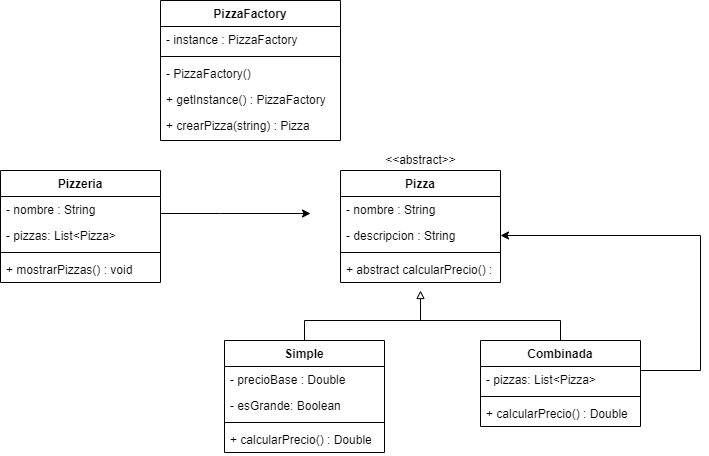 PizzaFactory
- instance : PizzaFactory
- PizzaFactory()
+ getInstance() : PizzaFactory
+ crearPizza(string) : Pizza
Pizzeria
- nombre : String
- pizzas: List<Pizza>
+ mostrarPizzas() : void
<<abstract>>
Pizza
- nombre : String
- descripcion : String
+ abstract calcularPrecio() :
Simple
- precioBase : Double
- esGrande: Boolean
+ calcularPrecio() : Double
Combinada
- pizzas: List<Pizza>
+ calcularPrecio() : Double